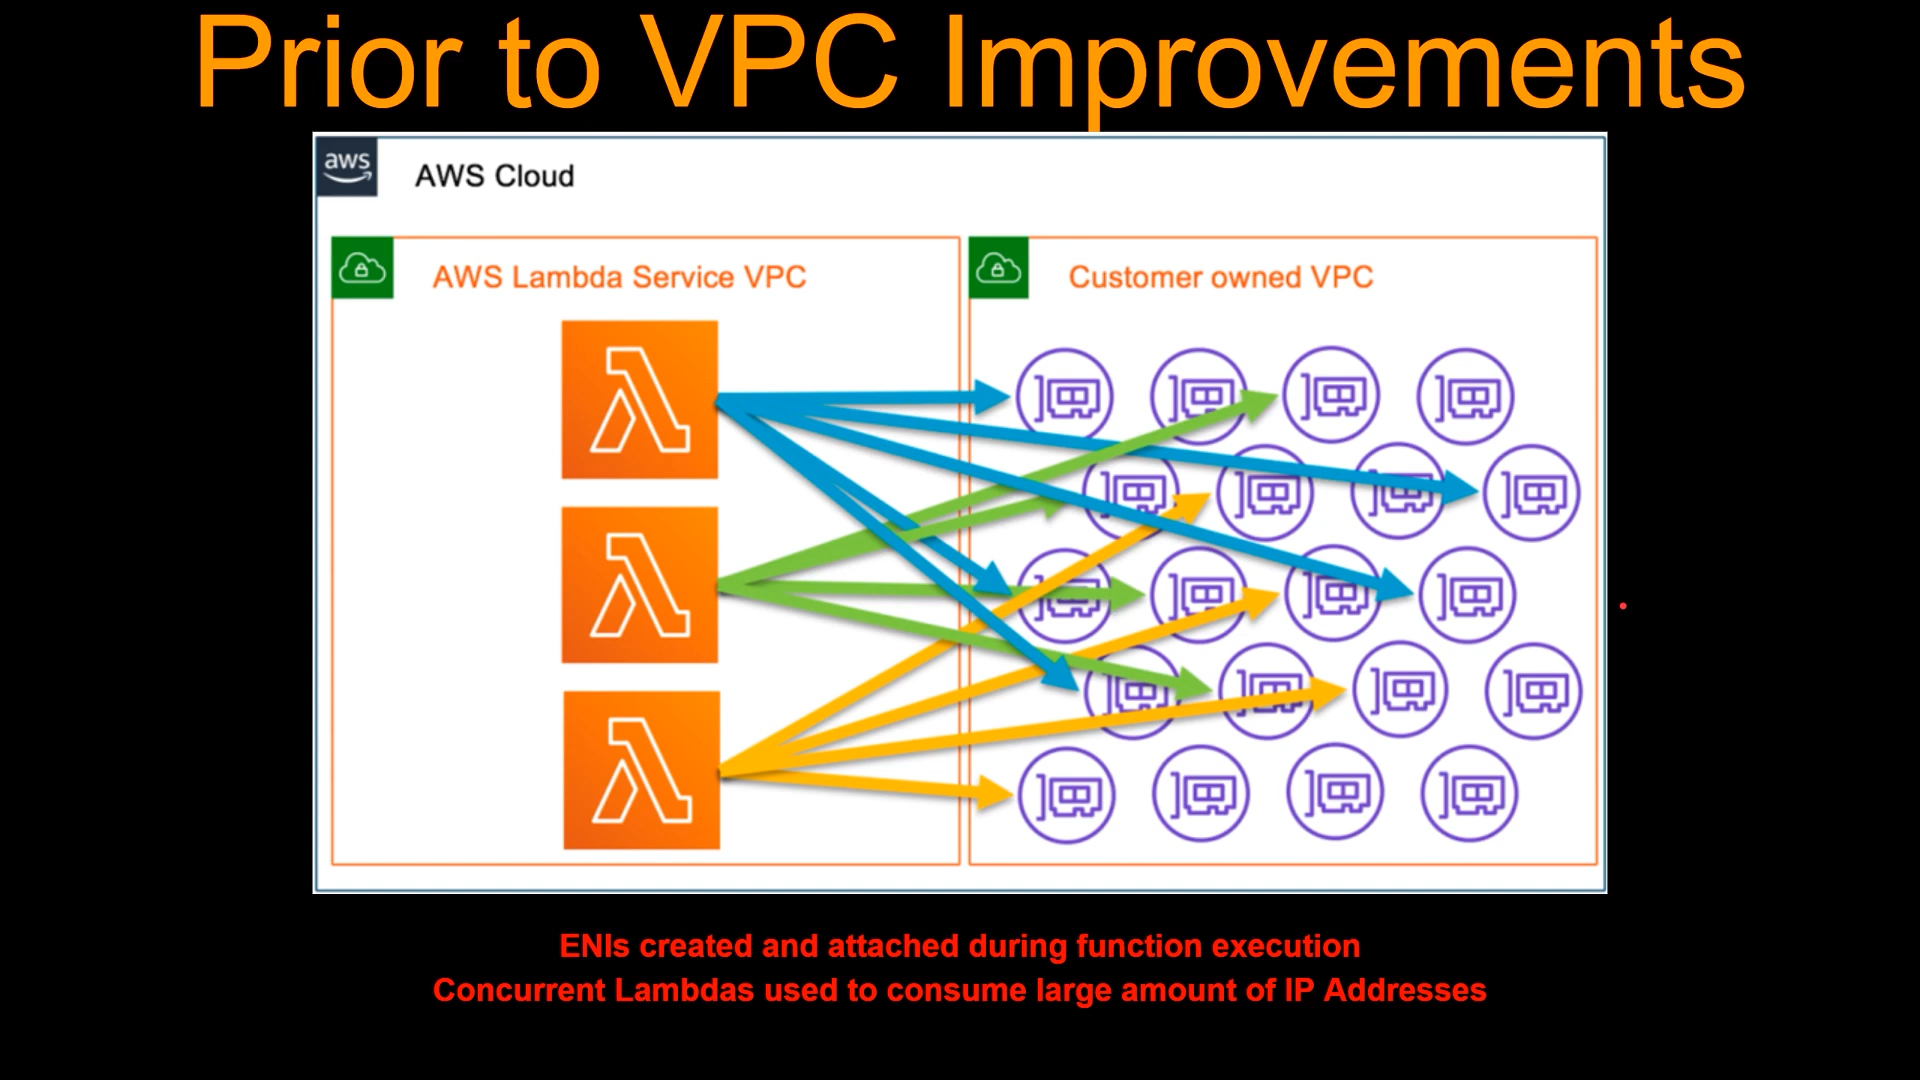 Prior to VPC Improvements
aws
AWS Cloud
AWS Lambda Service VPC
Customer owned VPC
ENIs created and attached during function execution
Concurrent Lambdas used to consume large amount of IP Addresses